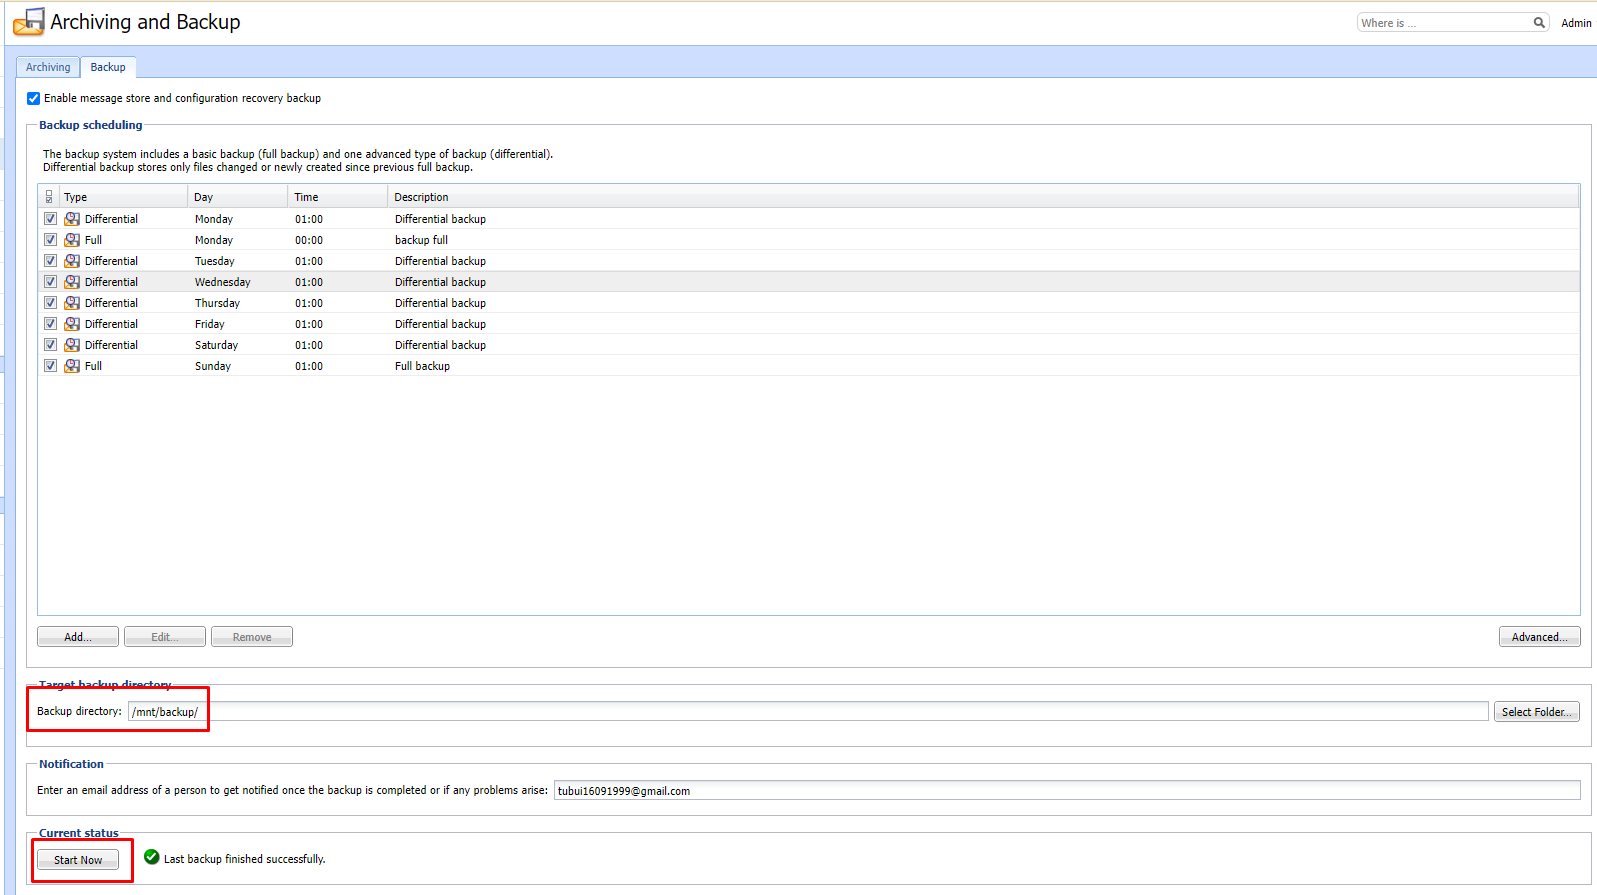 Archiving and Backup
Where is ...
Admin
Archiving Backup
Enable message store and configuration recovery backup
Backup scheduling
The backup system includes a basic backup (full backup) and one advanced type of backup (differential).
Differential backup stores only files changed or newly created since previous full backup.
Type Day Time Description
Differential Monday 01:00 Differential backup
Full Monday 00:00 backup full
Differential Tuesday 01:00 Differential backup
Differential Wednesday 01:00 Differential backup
Differential Thursday 01:00 Differential backup
Differential Friday 01:00 Differential backup
Differential Saturday 01:00 Differential backup
Full Sunday 01:00 Full backup
Add... Edit... Remove Advanced...
Target backup directory
Backup directory: /mnt/backup/ Select Folder...
Notification
Enter an email address of a person to get notified once the backup is completed or if any problems arise: tubui16091999@gmail.com
Current status
Start Now Last backup finished successfully.